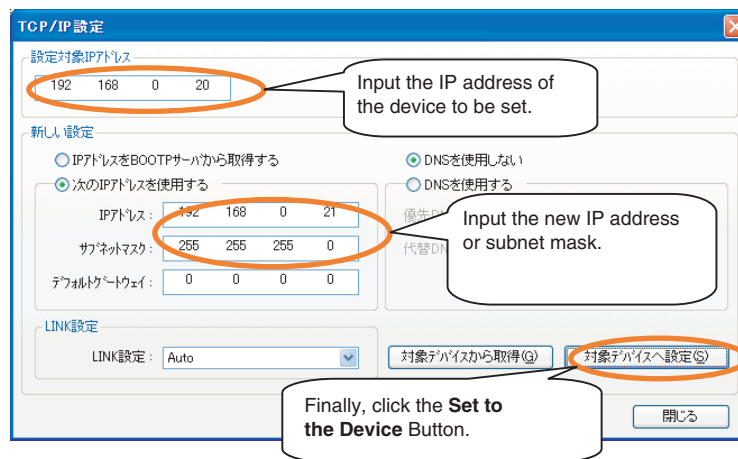 TCP/IP設定
設定対象IPアドレス
192 168 0 20
Input the IP address of
the device to be set.
新しい設定
IPアドレスをBOOTPサーバから取得する
次のIPアドレスを使用する
IPアドレス : 192 168 0 21
サブネットマスク : 255 255 255 0
デフォルトゲートウェイ : 0 0 0 0
DNSを使用しない
DNSを使用する
優先D
代替DN
Input the new IP address
or subnet mask.
LINK設定
LINK設定 : Auto
対象デバイスから取得(G)
対象デバイスへ設定(S)
Finally, click the Set to
the Device Button.
閉じる